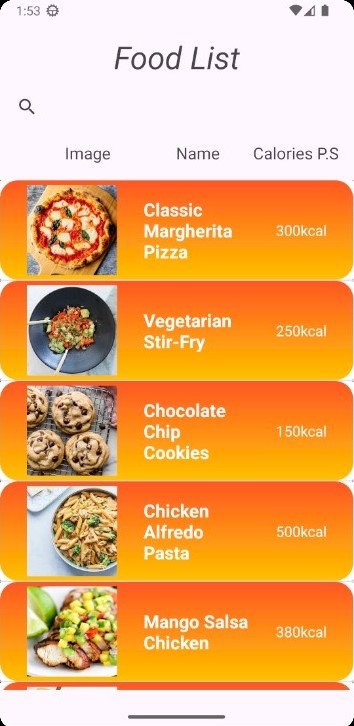 1:53
Food List
Image Name Calories P.S
Classic
Margherita
Pizza
300kcal
Vegetarian
Stir-Fry
250kcal
Chocolate
Chip
Cookies
150kcal
Chicken
Alfredo
Pasta
500kcal
Mango Salsa
Chicken
380kcal